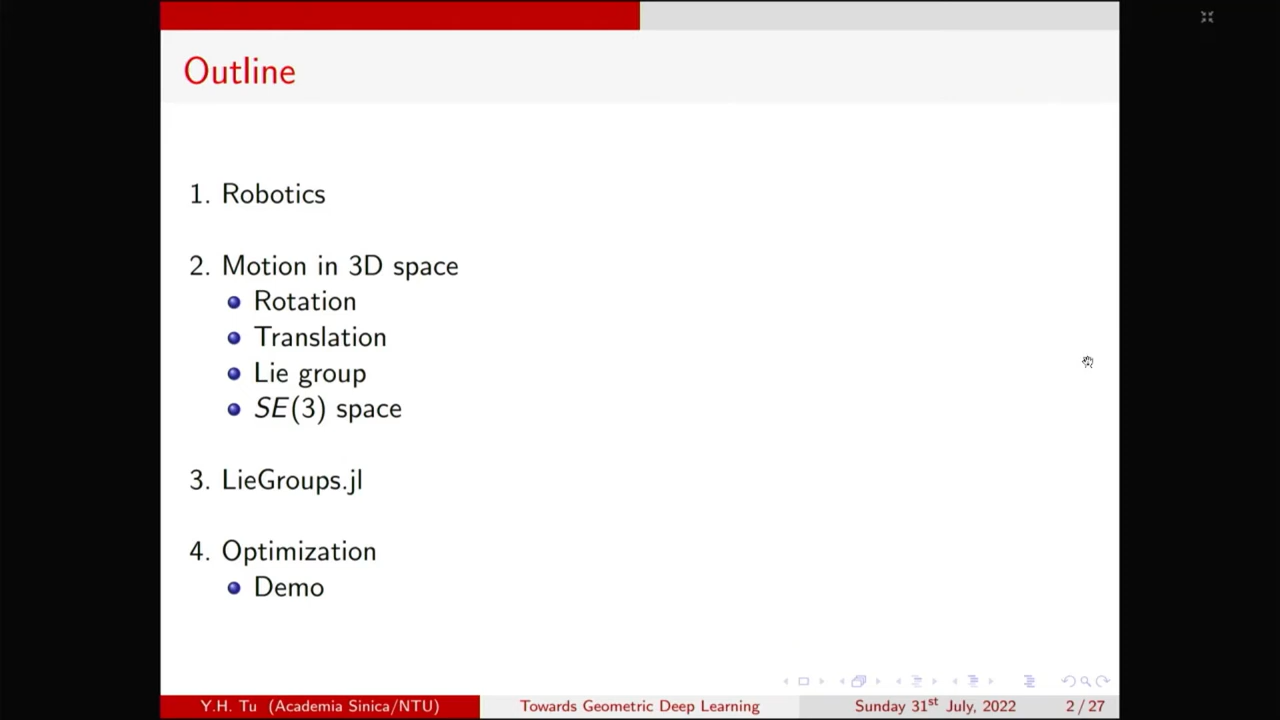 Outline
1. Robotics
2. Motion in 3D space
Rotation
Translation
Lie group
SE(3) space
3. LieGroups.jl
4. Optimization
Demo
Y.H. Tu (Academia Sinica/NTU) Towards Geometric Deep Learning Sunday 31st July, 2022 2 / 27